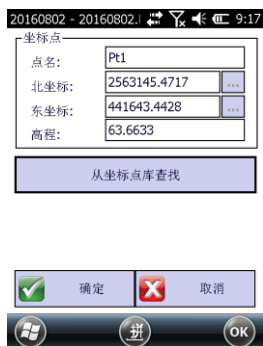 20160802 - 20160802. 9:17
坐标点
点名: Pt1
北坐标: 2563145.4717 ...
东坐标: 441643.4428 ...
高程: 63.6633
从坐标点库查找
确定 取消
拼 OK